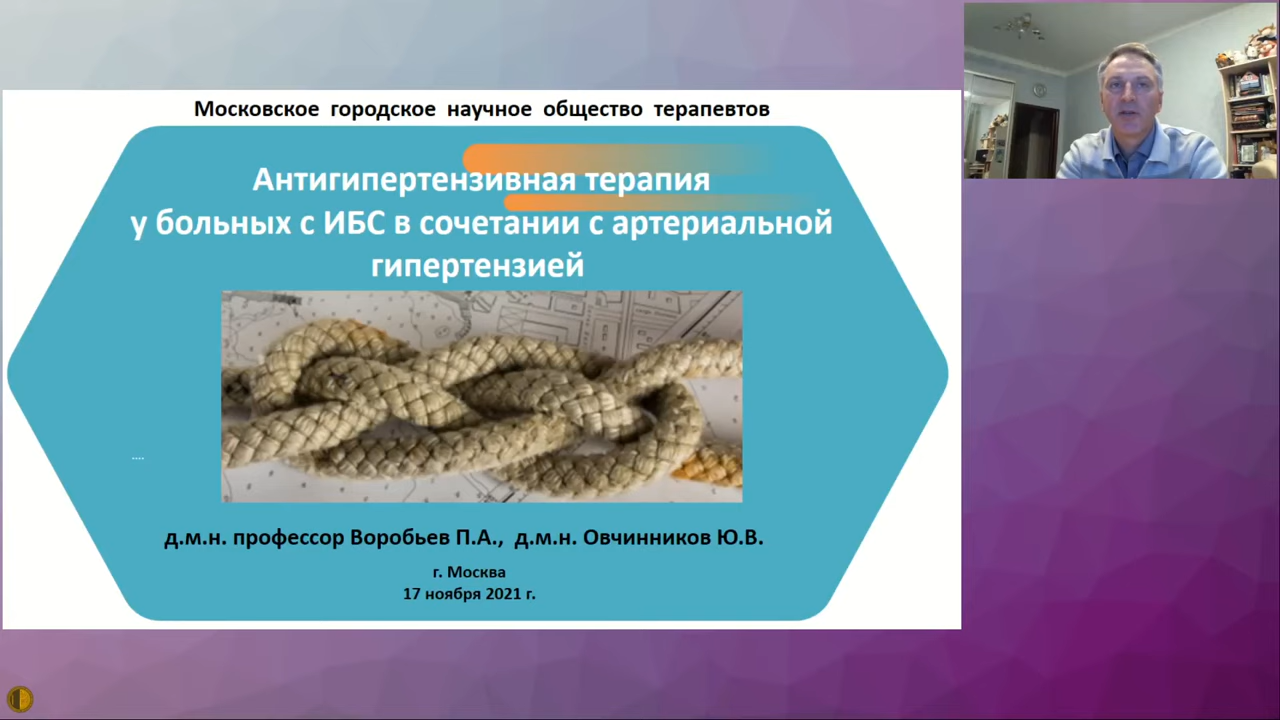 Московское городское научное общество терапевтов
Антигипертензивная терапия
у больных с ИБС в сочетании с артериальной
гипертензией
....
д.м.н. профессор Воробьев П.А., д.м.н. Овчинников Ю.В.
г. Москва
17 ноября 2021 г.